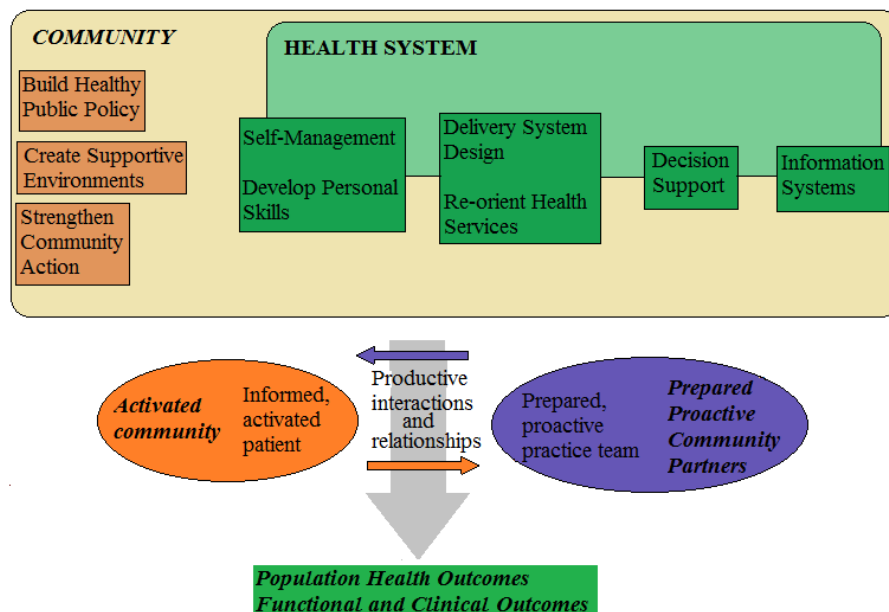 COMMUNITY
Build Healthy
Public Policy
Create Supportive
Environments
Strengthen
Community
Action
HEALTH SYSTEM
Self-Management
Develop Personal
Skills
Delivery System
Design
Re-orient Health
Services
Decision
Support
Information
Systems
Activated
community
Informed,
activated
patient
Productive
interactions
and
relationships
Prepared,
proactive
practice team
Prepared
Proactive
Community
Partners
Population Health Outcomes
Functional and Clinical Outcomes